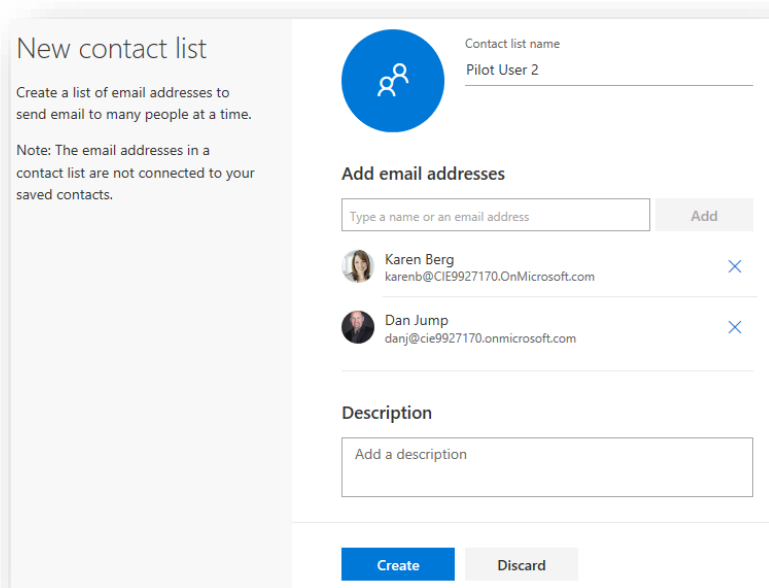 New contact list
Create a list of email addresses to
send email to many people at a time.
Note: The email addresses in a
contact list are not connected to your
saved contacts.
Contact list name
Pilot User 2
Add email addresses
Type a name or an email address
Add
Karen Berg
karenb@CIE9927170.OnMicrosoft.com
Dan Jump
danj@cie9927170.onmicrosoft.com
Description
Add a description
Create
Discard